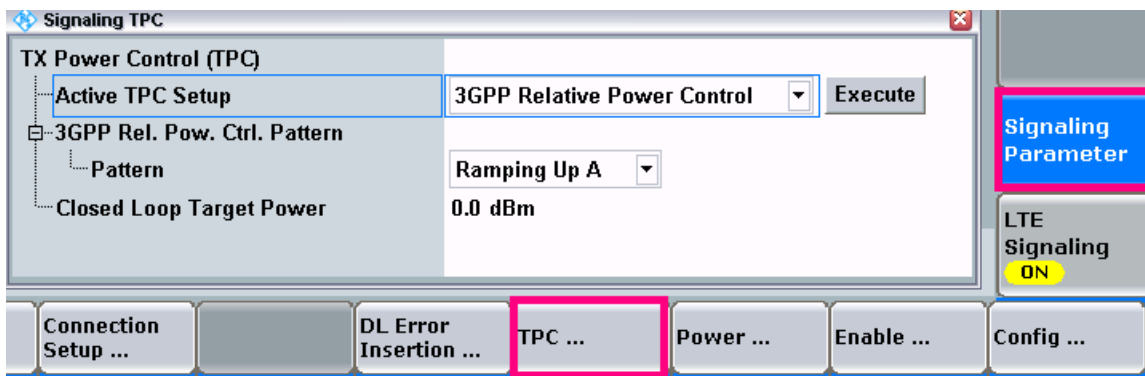 Signaling TPC
TX Power Control (TPC)
Active TPC Setup
3GPP Relative Power Control
Execute
3GPP Rel. Pow. Ctrl. Pattern
Pattern
Ramping Up A
Closed Loop Target Power
0.0 dBm
Signaling
Parameter
LTE
Signaling
ON
Connection
Setup ...
DL Error
Insertion ...
TPC ...
Power ...
Enable ...
Config ...